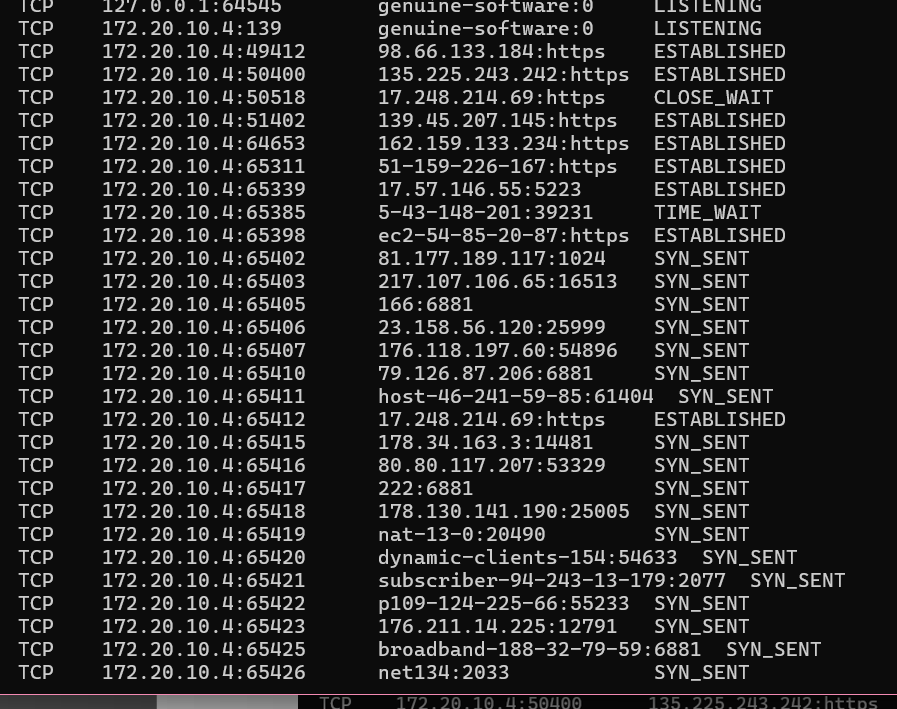 TCP 127.0.0.1:64545 genuine-software:0 LISTENING
TCP 172.20.10.4:139 genuine-software:0 LISTENING
TCP 172.20.10.4:49412 98.66.133.184:https ESTABLISHED
TCP 172.20.10.4:50400 135.225.243.242:https ESTABLISHED
TCP 172.20.10.4:50518 17.248.214.69:https CLOSE_WAIT
TCP 172.20.10.4:51402 139.45.207.145:https ESTABLISHED
TCP 172.20.10.4:64653 162.159.133.234:https ESTABLISHED
TCP 172.20.10.4:65311 51-159-226-167:https ESTABLISHED
TCP 172.20.10.4:65339 17.57.146.55:5223 ESTABLISHED
TCP 172.20.10.4:65385 5-43-148-201:39231 TIME_WAIT
TCP 172.20.10.4:65398 ec2-54-85-20-87:https ESTABLISHED
TCP 172.20.10.4:65402 81.177.189.117:1024 SYN_SENT
TCP 172.20.10.4:65403 217.107.106.65:16513 SYN_SENT
TCP 172.20.10.4:65405 166:6881 SYN_SENT
TCP 172.20.10.4:65406 23.158.56.120:25999 SYN_SENT
TCP 172.20.10.4:65407 176.118.197.60:54896 SYN_SENT
TCP 172.20.10.4:65410 79.126.87.206:6881 SYN_SENT
TCP 172.20.10.4:65411 host-46-241-59-85:61404 SYN_SENT
TCP 172.20.10.4:65412 17.248.214.69:https ESTABLISHED
TCP 172.20.10.4:65415 178.34.163.3:14481 SYN_SENT
TCP 172.20.10.4:65416 80.80.117.207:53329 SYN_SENT
TCP 172.20.10.4:65417 222:6881 SYN_SENT
TCP 172.20.10.4:65418 178.130.141.190:25005 SYN_SENT
TCP 172.20.10.4:65419 nat-13-0:20490 SYN_SENT
TCP 172.20.10.4:65420 dynamic-clients-154:54633 SYN_SENT
TCP 172.20.10.4:65421 subscriber-94-243-13-179:2077 SYN_SENT
TCP 172.20.10.4:65422 p109-124-225-66:55233 SYN_SENT
TCP 172.20.10.4:65423 176.211.14.225:12791 SYN_SENT
TCP 172.20.10.4:65425 broadband-188-32-79-59:6881 SYN_SENT
TCP 172.20.10.4:65426 net134:2033 SYN_SENT
TCP 172.20.10.4:50400 135.225.243.242:https